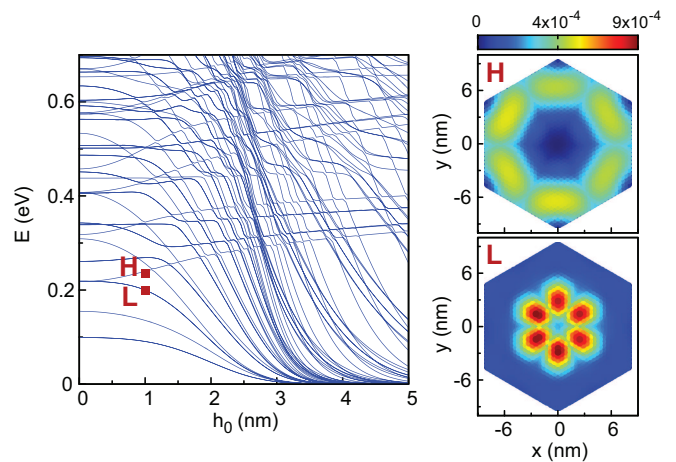 0 4x10⁻⁴ 9x10⁻⁴
0.6
0.4
0.2
0
E (eV)
H
L
0 1 2 3 4 5
h₀ (nm)
H
6
0
-6
y (nm)
L
6
0
-6
y (nm)
-6 0 6
x (nm)